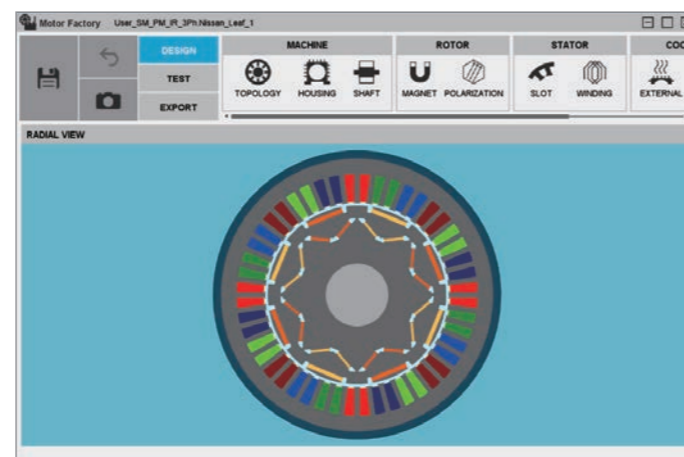 Motor Factory User_SM_PM_IR_3Ph.Nissan_Leaf_1
DESIGN
TEST
EXPORT
MACHINE
TOPOLOGY HOUSING SHAFT
ROTOR
MAGNET POLARIZATION
STATOR
SLOT WINDING
COO
EXTERNAL
RADIAL VIEW